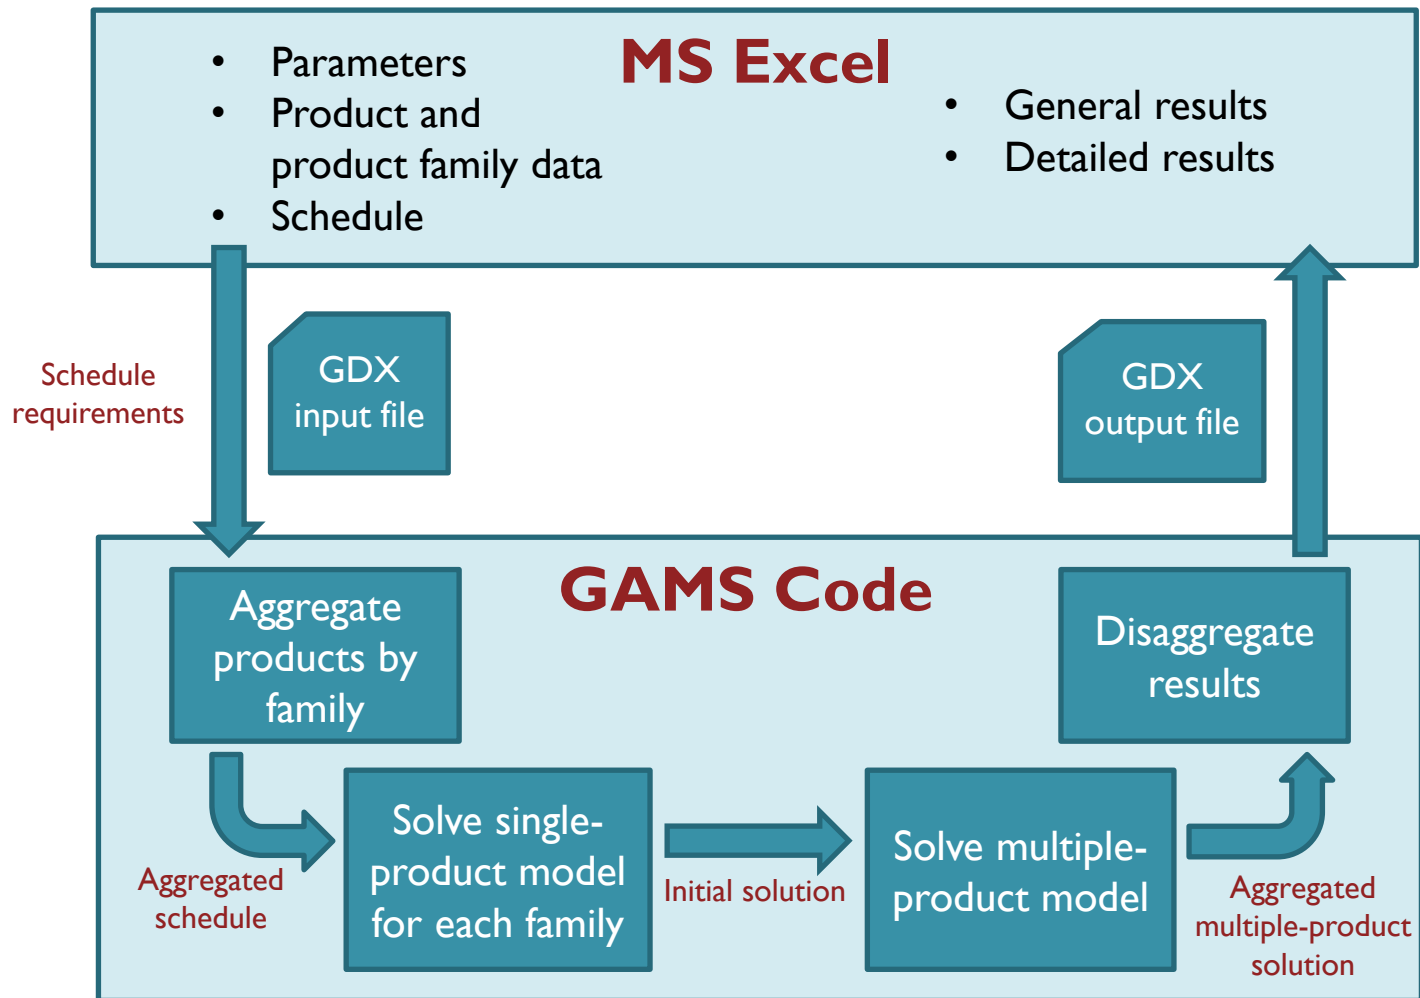 MS Excel
• Parameters
• Product and
product family data
• Schedule
• General results
• Detailed results
Schedule
requirements
GDX
input file
GDX
output file
GAMS Code
Aggregate
products by
family
Disaggregate
results
Aggregated
schedule
Solve single-
product model
for each family
Initial solution
Solve multiple-
product model
Aggregated
multiple-product
solution